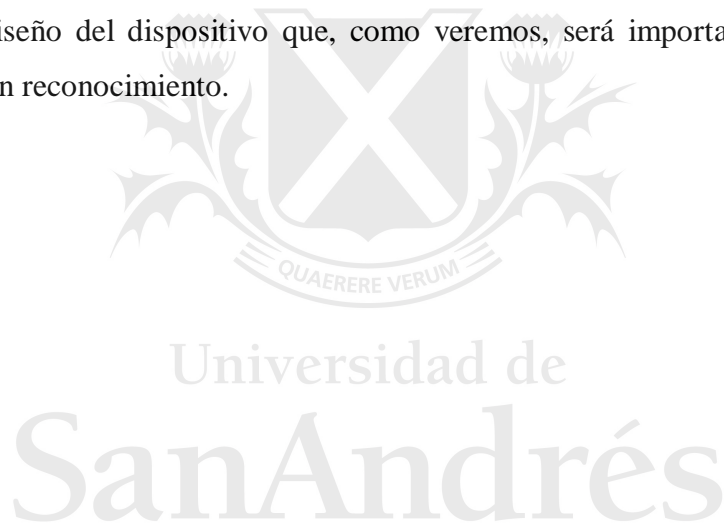 diseño del dispositivo que, como veremos, será importa
n reconocimiento.
QUAERERE VERUM
Universidad de
SanAndrés